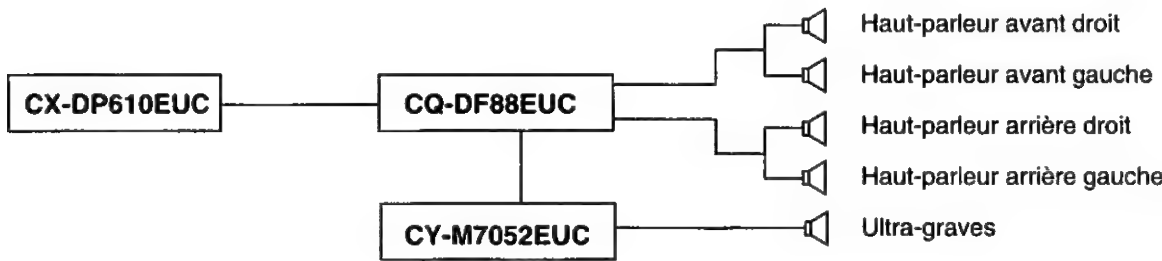 Haut-parleur avant droit
Haut-parleur avant gauche
CX-DP610EUC
CQ-DF88EUC
Haut-parleur arrière droit
Haut-parleur arrière gauche
CY-M7052EUC
Ultra-graves